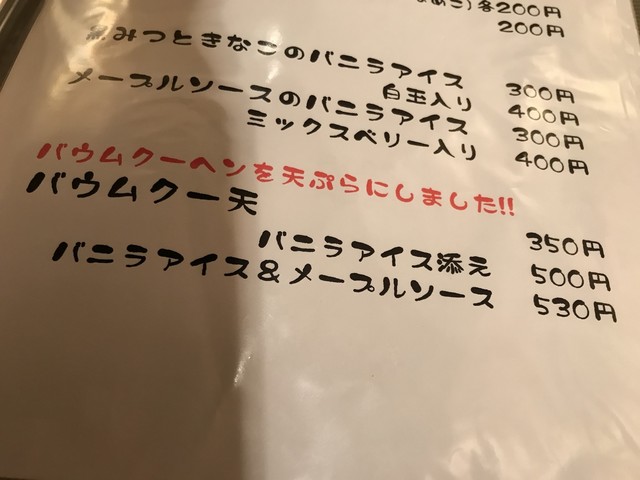 各200円
200円
みつときなこのバニラアイス 300円
白玉入り 400円
メープルソースのバニラアイス 300円
ミックスベリー入り 400円
バウムクーヘンを天ぷらにしました!!
バウムクー天 350円
バニラアイス添え 500円
バニラアイス&メープルソース 530円